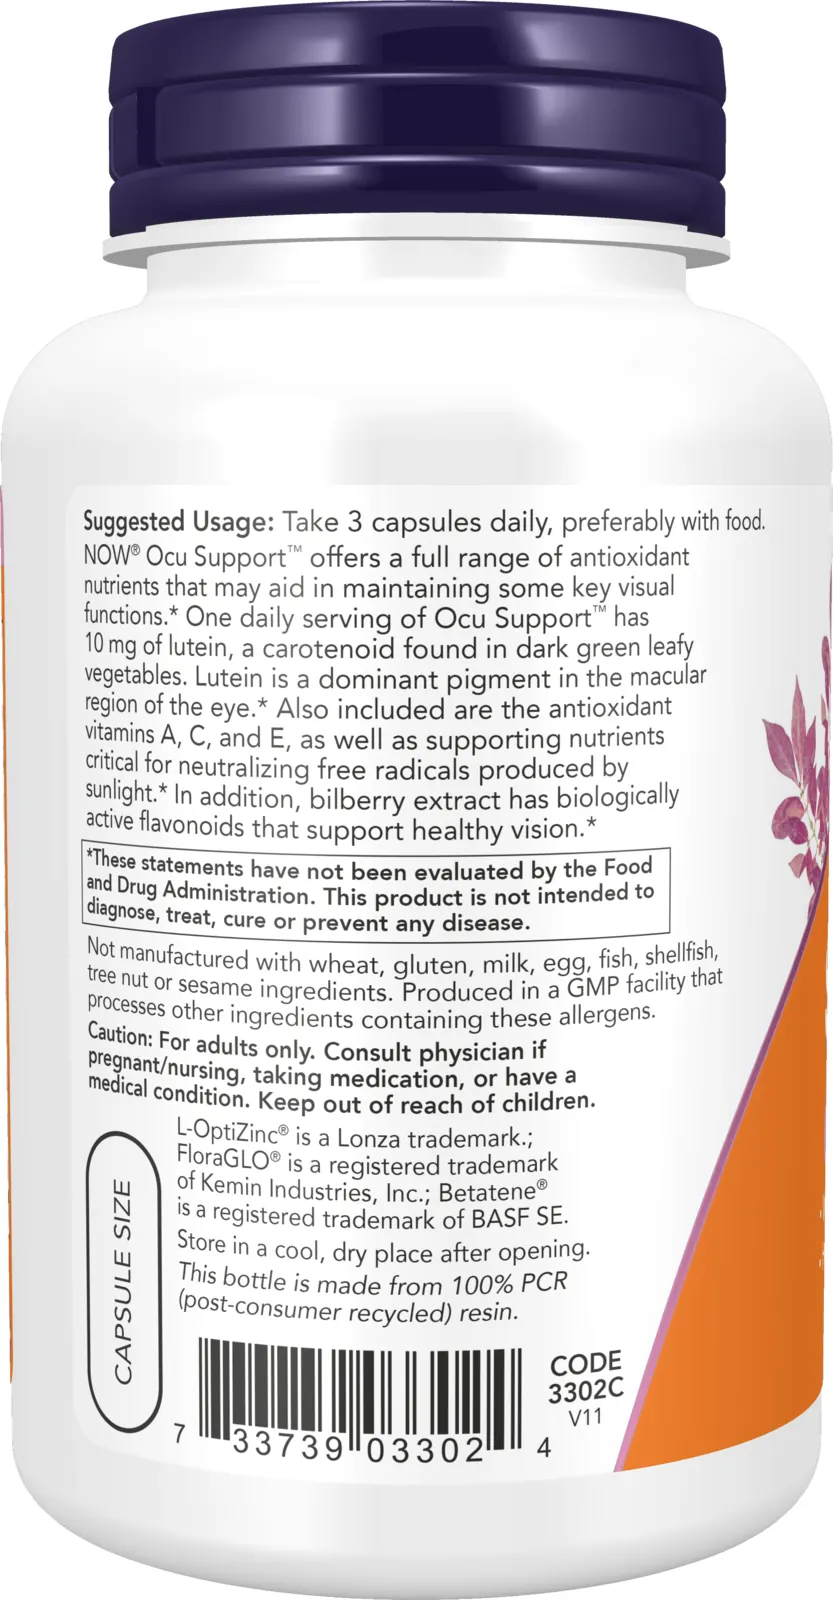 Suggested Usage: Take 3 capsules daily, preferably with food.
NOW® Ocu Support™ offers a full range of antioxidant
nutrients that may aid in maintaining some key visual
functions.* One daily serving of Ocu Support™ has
10 mg of lutein, a carotenoid found in dark green leafy
vegetables. Lutein is a dominant pigment in the macular
region of the eye.* Also included are the antioxidant
vitamins A, C, and E, as well as supporting nutrients
critical for neutralizing free radicals produced by
sunlight.* In addition, bilberry extract has biologically
active flavonoids that support healthy vision.*
*These statements have not been evaluated by the Food
and Drug Administration. This product is not intended to
diagnose, treat, cure or prevent any disease.
Not manufactured with wheat, gluten, milk, egg, fish, shellfish,
tree nut or sesame ingredients. Produced in a GMP facility that
processes other ingredients containing these allergens.
Caution: For adults only. Consult physician if
pregnant/nursing, taking medication, or have a
medical condition. Keep out of reach of children.
L-OptiZinc® is a Lonza trademark.;
FloraGLO® is a registered trademark
of Kemin Industries, Inc.; Betatene®
is a registered trademark of BASF SE.
Store in a cool, dry place after opening.
This bottle is made from 100% PCR
(post-consumer recycled) resin.
CAPSULE SIZE
CODE
3302C
V11
7 33739 03302 4